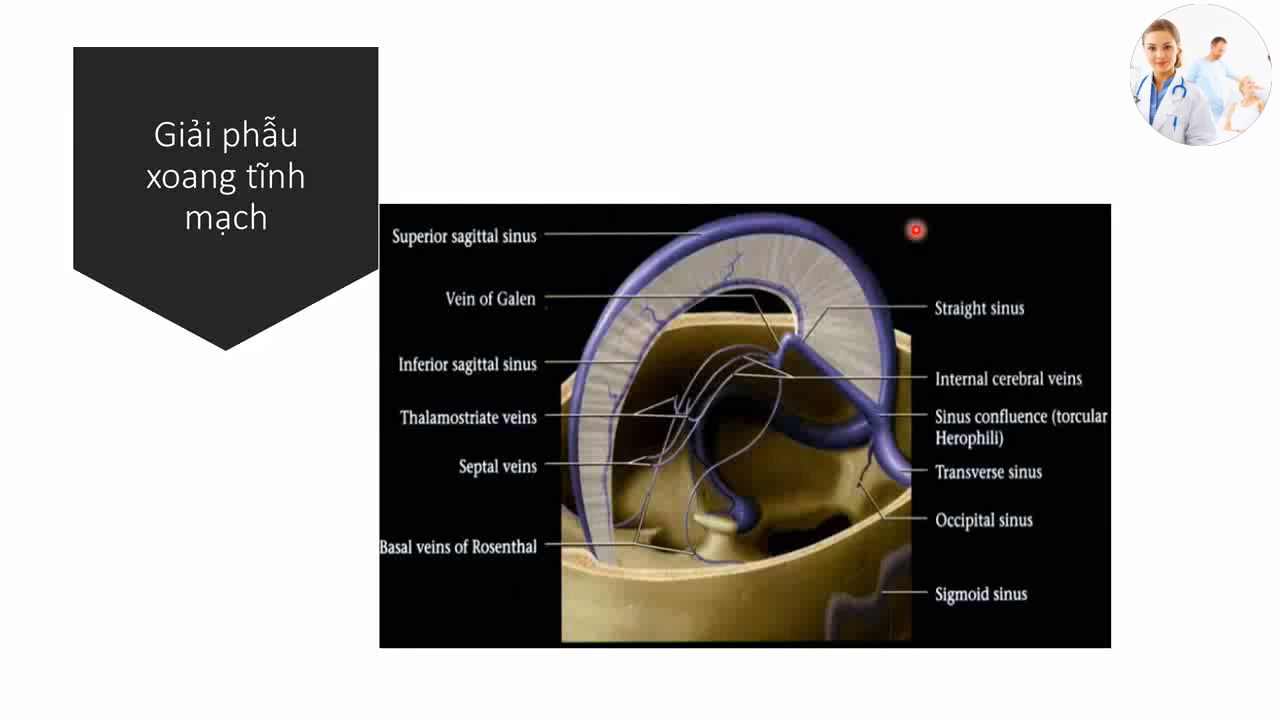 Giải phẫu
xoang tĩnh
mạch
Superior sagittal sinus
Vein of Galen
Inferior sagittal sinus
Thalamostriate veins
Septal veins
Basal veins of Rosenthal
Straight sinus
Internal cerebral veins
Sinus confluence (torcular
Herophili)
Transverse sinus
Occipital sinus
Sigmoid sinus